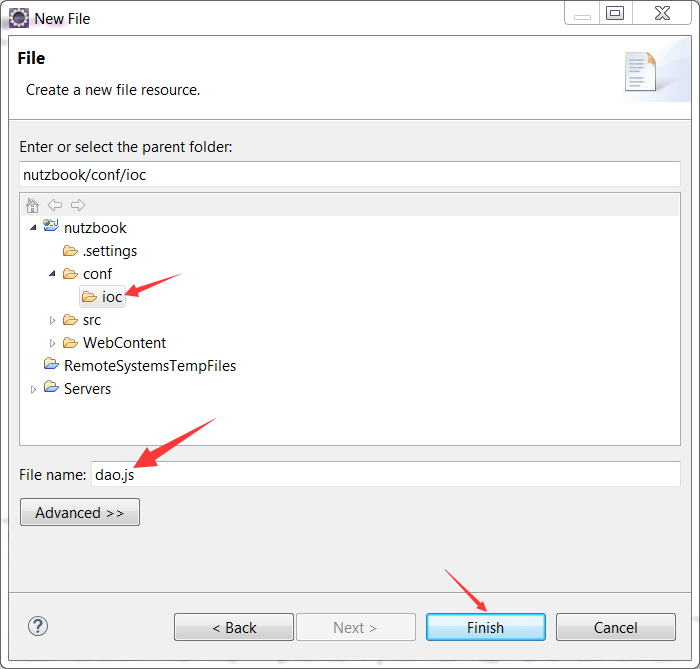 New File
File
Create a new file resource.
Enter or select the parent folder:
nutzbook/conf/ioc
nutzbook
.settings
conf
ioc
src
WebContent
RemoteSystemsTempFiles
Servers
File name: dao.js
Advanced >>
? < Back Next > Finish Cancel